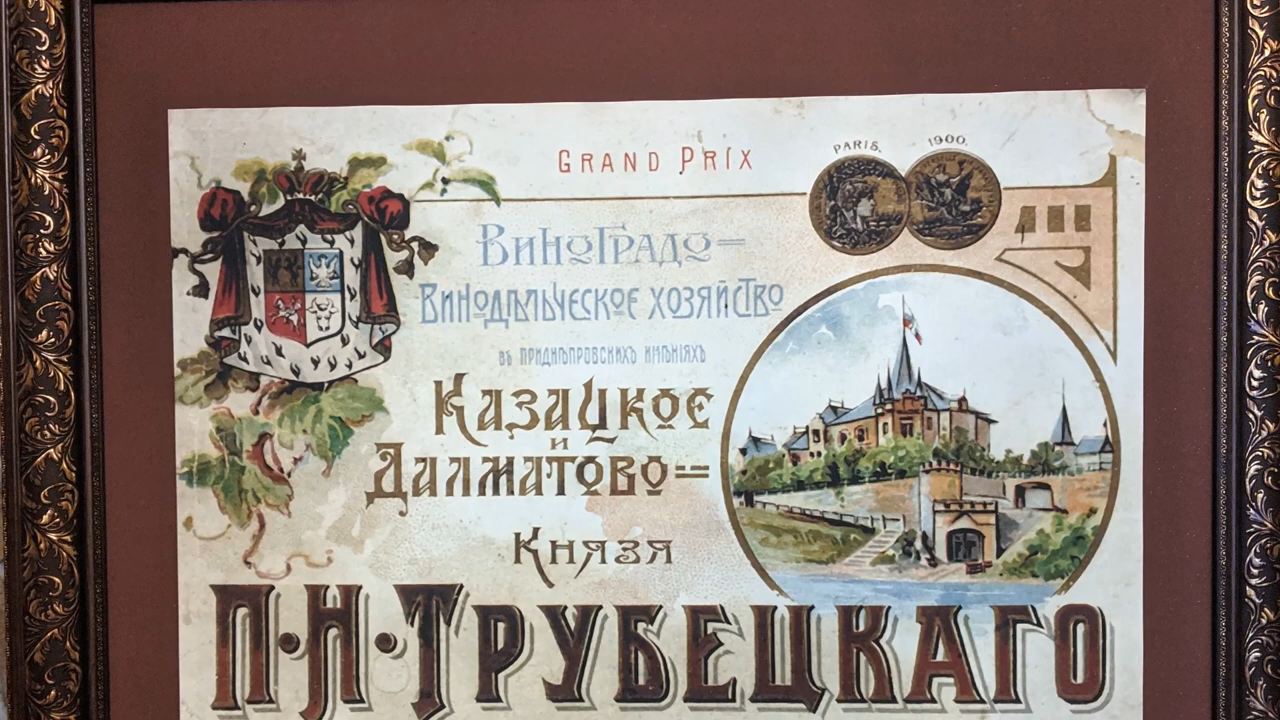 GRAND PRIX
PARIS. 1900.
ВИНОГРАДО=
ВИНОДѢЛЬЧЕСКОЕ ХОЗЯЙСТВО
ВЪ ПРИДНѢПРОВСКИХЪ ИМѢНІЯХЪ
КАЗАЦКОЕ
И
ДАЛМАТОВО=
КНЯЗЯ
П·Н·ТРУБЕЦКАГО